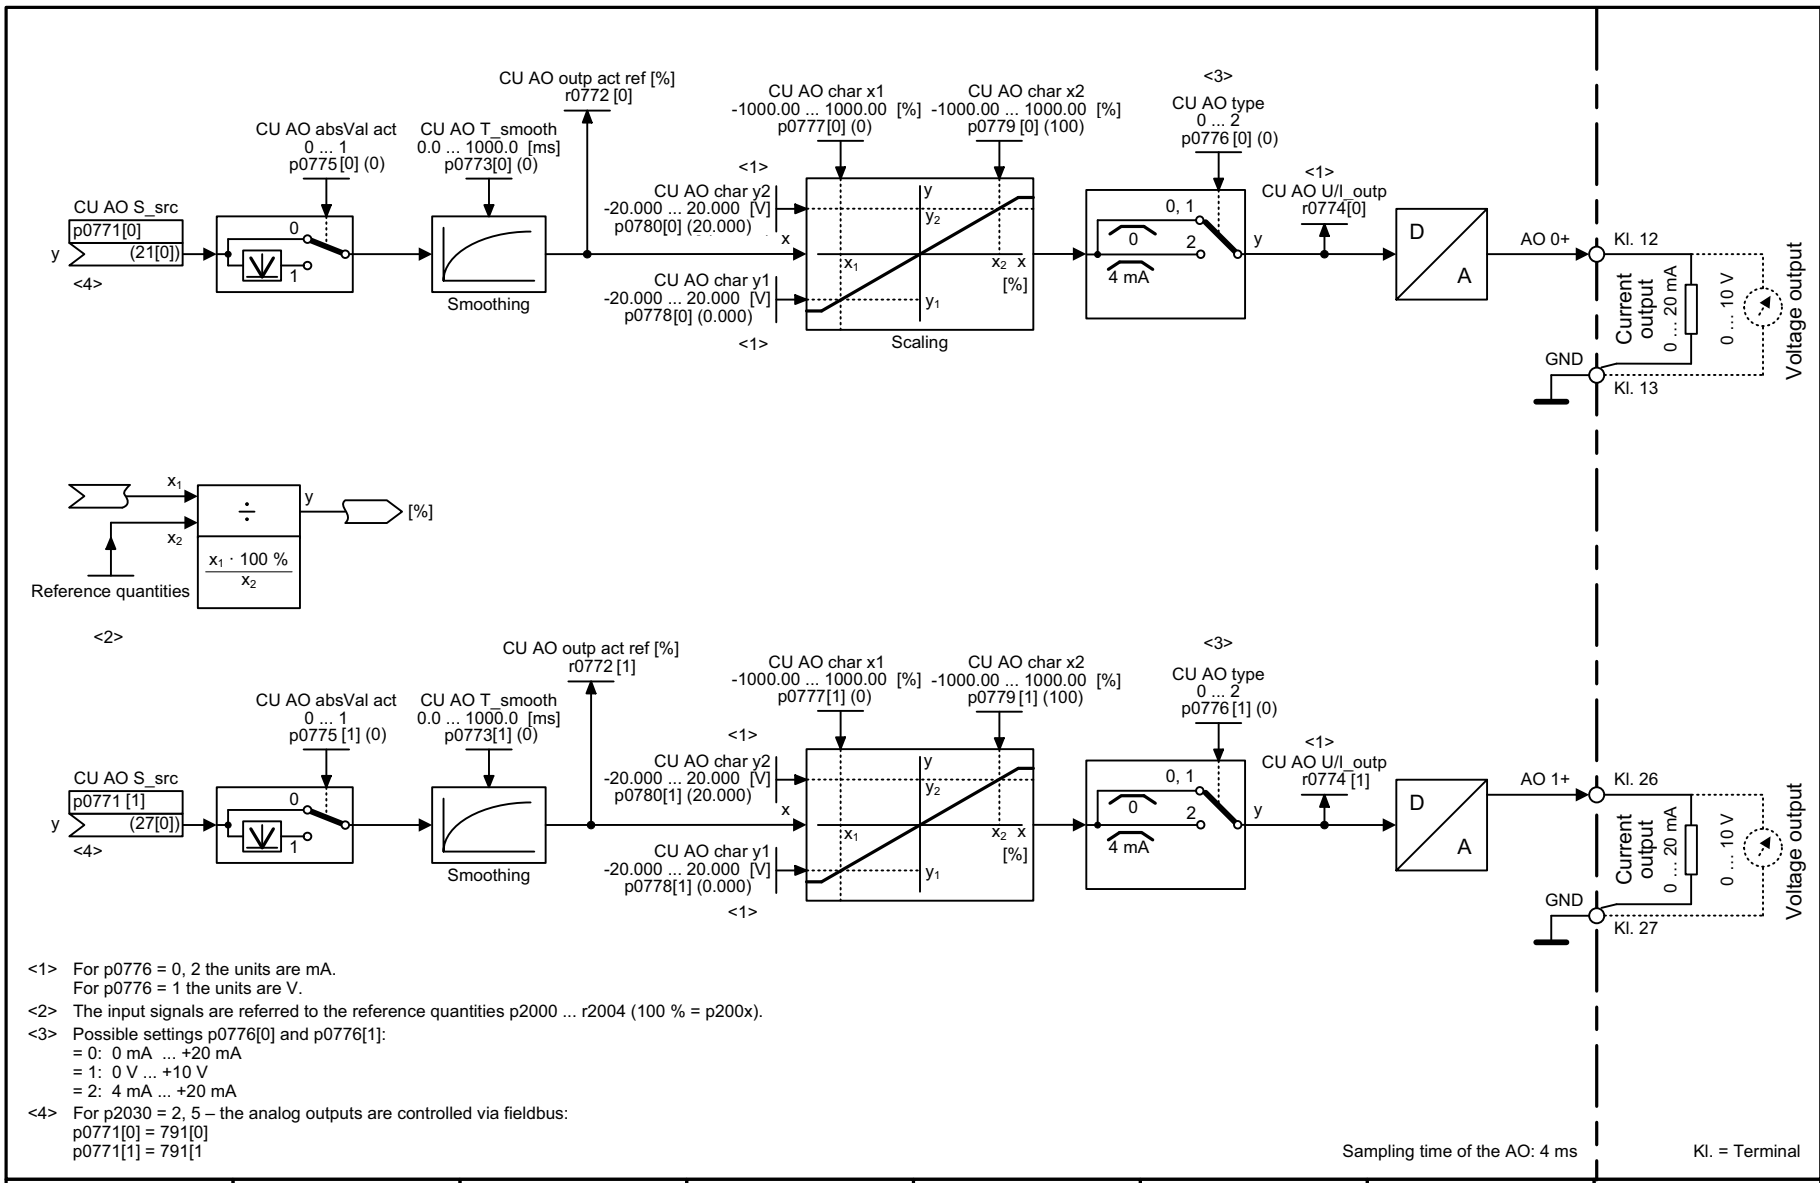 CU AO outp act ref [%]
r0772 [0]
CU AO absVal act
0 ... 1
p0775[0] (0)
CU AO T_smooth
0.0 ... 1000.0 [ms]
p0773[0] (0)
CU AO char x1
-1000.00 ... 1000.00 [%]
p0777[0] (0)
CU AO char x2
-1000.00 ... 1000.00 [%]
p0779 [0] (100)
<3>
CU AO type
0 ... 2
p0776 [0] (0)
<1>
CU AO U/I_outp
r0774[0]
CU AO S_src
p0771[0]
y
(21[0])
<4>
0
1
Smoothing
<1>
CU AO char y2
-20.000 ... 20.000 [V]
p0780[0] (20.000)
x
CU AO char y1
-20.000 ... 20.000 [V]
p0778[0] (0.000)
<1>
y
y2
x1
x2 x
[%]
y1
Scaling
0, 1
0
2
4 mA
y
D
A
AO 0+
Kl. 12
Current output
0 ... 20 mA
0 ... 10 V
Voltage output
GND
Kl. 13
x1
x2
÷
x1 · 100 %
x2
y
[%]
Reference quantities
<2>
CU AO outp act ref [%]
r0772 [1]
CU AO absVal act
0 ... 1
p0775 [1] (0)
CU AO T_smooth
0.0 ... 1000.0 [ms]
p0773[1] (0)
CU AO char x1
-1000.00 ... 1000.00 [%]
p0777[1] (0)
CU AO char x2
-1000.00 ... 1000.00 [%]
p0779 [1] (100)
<3>
CU AO type
0 ... 2
p0776 [1] (0)
<1>
CU AO U/I_outp
r0774 [1]
CU AO S_src
p0771 [1]
y
(27[0])
<4>
0
1
Smoothing
<1>
CU AO char y2
-20.000 ... 20.000 [V]
p0780[1] (20.000)
x
CU AO char y1
-20.000 ... 20.000 [V]
p0778[1] (0.000)
<1>
y
y2
x1
x2 x
[%]
y1
0, 1
0
2
4 mA
y
D
A
AO 1+
Kl. 26
Current output
0 ... 20 mA
0 ... 10 V
Voltage output
GND
Kl. 27
<1> For p0776 = 0, 2 the units are mA.
For p0776 = 1 the units are V.
<2> The input signals are referred to the reference quantities p2000 ... r2004 (100 % = p200x).
<3> Possible settings p0776[0] and p0776[1]:
= 0: 0 mA ... +20 mA
= 1: 0 V ... +10 V
= 2: 4 mA ... +20 mA
<4> For p2030 = 2, 5 – the analog outputs are controlled via fieldbus:
p0771[0] = 791[0]
p0771[1] = 791[1
Sampling time of the AO: 4 ms
Kl. = Terminal